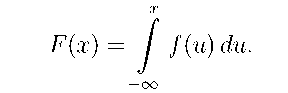 F(x) = ∫_{−∞}^{x} f(u) du.